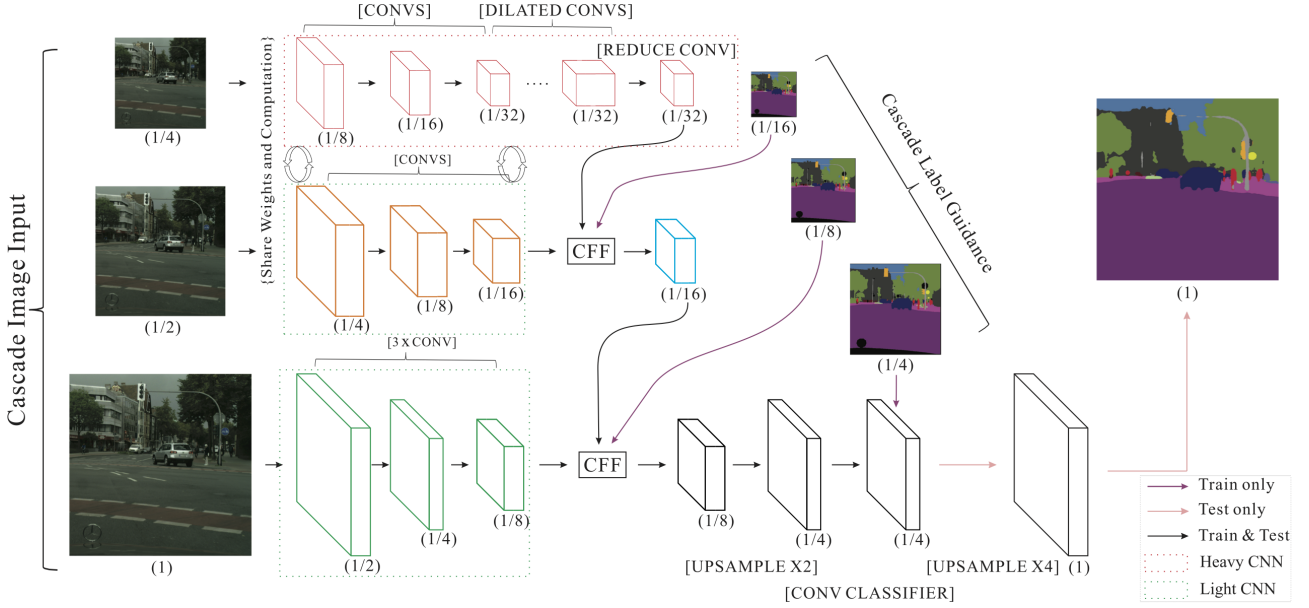 [CONVS]
[DILATED CONVS]
[REDUCE CONV]
(1/4)
(1/8)
(1/16)
(1/32)
(1/32)
(1/32)
(1/16)
Cascade Image Input
{Share Weights and Computation}
Cascade Label Guidance
[CONVS]
(1/2)
(1/4)
(1/8)
(1/16)
CFF
(1/16)
(1/8)
(1)
[3 x CONV]
(1/4)
(1)
(1/2)
(1/4)
(1/8)
CFF
(1/8)
(1/4)
(1/4)
(1)
[UPSAMPLE X2]
[UPSAMPLE X4]
[CONV CLASSIFIER]
Train only
Test only
Train & Test
Heavy CNN
Light CNN